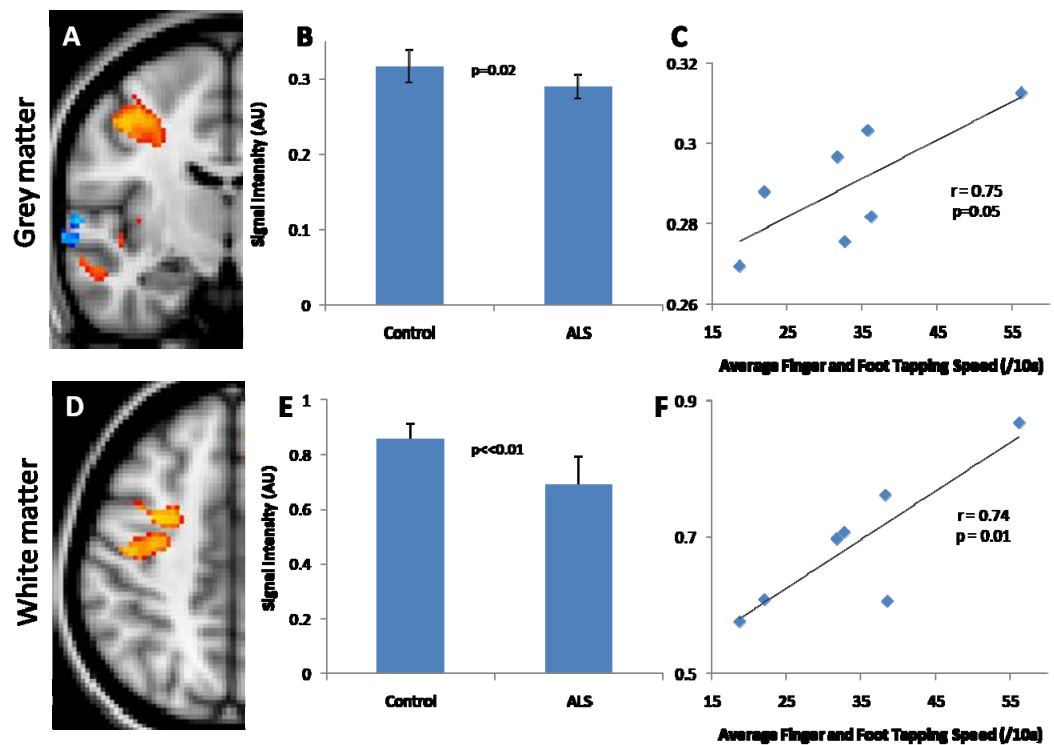 Grey matter
A
B
Signal Intensity (AU)
0.3
0.2
0.1
0
p=0.02
Control
ALS
C
0.32
0.3
0.28
0.26
r = 0.75
p=0.05
15
25
35
45
55
Average Finger and Foot Tapping Speed (/10s)
White matter
D
E
Signal Intensity (AU)
1
0.8
0.6
0.4
0.2
0
p<<0.01
Control
ALS
F
0.9
0.7
0.5
r = 0.74
p = 0.01
15
25
35
45
55
Average Finger and Foot Tapping Speed (/10s)